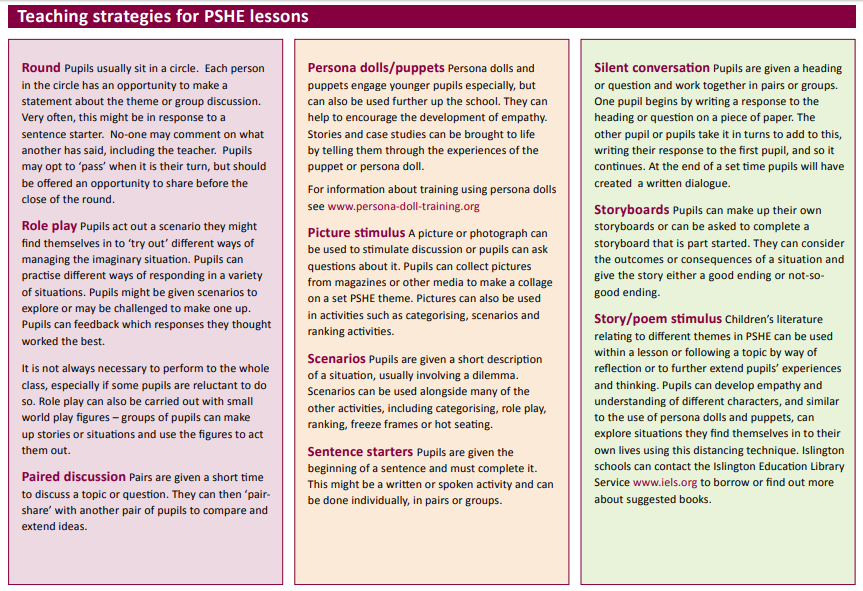 Teaching strategies for PSHE lessons
Round Pupils usually sit in a circle. Each person
in the circle has an opportunity to make a
statement about the theme or group discussion.
Very often, this might be in response to a
sentence starter. No-one may comment on what
another has said, including the teacher. Pupils
may opt to ‘pass’ when it is their turn, but should
be offered an opportunity to share before the
close of the round.
Role play Pupils act out a scenario they might
find themselves in to ‘try out’ different ways of
managing the imaginary situation. Pupils can
practise different ways of responding in a variety
of situations. Pupils might be given scenarios to
explore or may be challenged to make one up.
Pupils can feedback which responses they thought
worked the best.
It is not always necessary to perform to the whole
class, especially if some pupils are reluctant to do
so. Role play can also be carried out with small
world play figures – groups of pupils can make
up stories or situations and use the figures to act
them out.
Paired discussion Pairs are given a short time
to discuss a topic or question. They can then ‘pair-
share’ with another pair of pupils to compare and
extend ideas.
Persona dolls/puppets Persona dolls and
puppets engage younger pupils especially, but
can also be used further up the school. They can
help to encourage the development of empathy.
Stories and case studies can be brought to life
by telling them through the experiences of the
puppet or persona doll.
For information about training using persona dolls
see www.persona-doll-training.org
Picture stimulus A picture or photograph can
be used to stimulate discussion or pupils can ask
questions about it. Pupils can collect pictures
from magazines or other media to make a collage
on a set PSHE theme. Pictures can also be used
in activities such as categorising, scenarios and
ranking activities.
Scenarios Pupils are given a short description
of a situation, usually involving a dilemma.
Scenarios can be used alongside many of the
other activities, including categorising, role play,
ranking, freeze frames or hot seating.
Sentence starters Pupils are given the
beginning of a sentence and must complete it.
This might be a written or spoken activity and can
be done individually, in pairs or groups.
Silent conversation Pupils are given a heading
or question and work together in pairs or groups.
One pupil begins by writing a response to the
heading or question on a piece of paper. The
other pupil or pupils take it in turns to add to this,
writing their response to the first pupil, and so it
continues. At the end of a set time pupils will have
created a written dialogue.
Storyboards Pupils can make up their own
storyboards or can be asked to complete a
storyboard that is part started. They can consider
the outcomes or consequences of a situation and
give the story either a good ending or not-so-
good ending.
Story/poem stimulus Children’s literature
relating to different themes in PSHE can be used
within a lesson or following a topic by way of
reflection or to further extend pupils’ experiences
and thinking. Pupils can develop empathy and
understanding of different characters, and similar
to the use of persona dolls and puppets, can
explore situations they find themselves in to their
own lives using this distancing technique. Islington
schools can contact the Islington Education Library
Service www.iels.org to borrow or find out more
about suggested books.